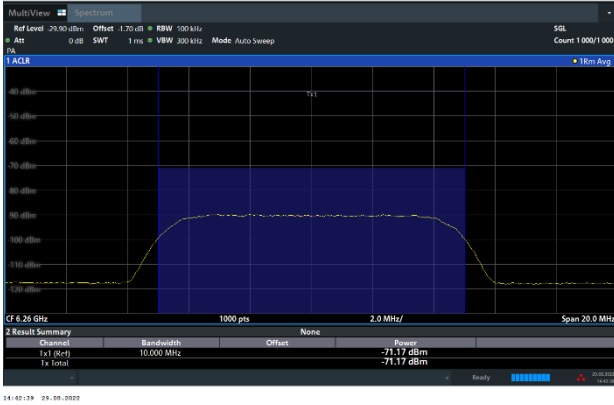 MultiView Spectrum
Ref Level -29.90 dBm Offset -1.70 dB RBW 100 kHz SGL
Att 0 dB SWT 1 ms VBW 300 kHz Mode Auto Sweep Count 1 000/1 000
PA
1 ACLR 1Rm Avg
Tx1
-40 dBm
-50 dBm
-60 dBm
-70 dBm
-80 dBm
-90 dBm
-100 dBm
-110 dBm
-120 dBm
CF 6.26 GHz 1000 pts 2.0 MHz/ Span 20.0 MHz
2 Result Summary None
Channel Bandwidth Offset Power
Tx1 (Ref) 10.000 MHz -71.17 dBm
Tx Total -71.17 dBm
Ready 29.08.2022
14:42:39 29.08.2022